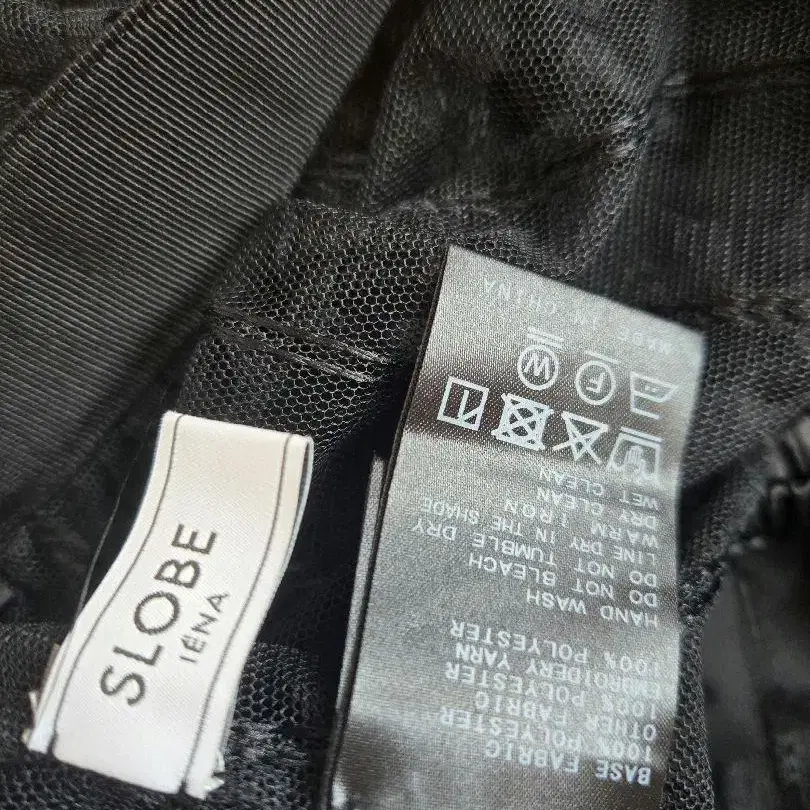 SLOBE
IÉNA
BASE FABRIC
100% POLYESTER
OTHER FABRIC
100% POLYESTER
EMBROIDERY YARN
100% POLYESTER
HAND WASH
DO NOT BLEACH
DO NOT TUMBLE DRY
LINE DRY IN THE SHADE
WARM IRON
DRY CLEAN
WET CLEAN
F
W
MADE IN CHINA